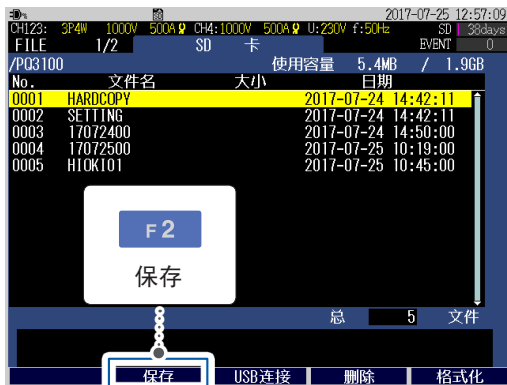 2017-07-25 12:57:09
CH123: 3P4W 1000V 500A CH4:1000V 500A U:230V f:50Hz SD 38days
FILE 1/2 SD 卡 EVENT 0
/PQ3100 使用容量 5.4MB / 1.9GB
No. 文件名 大小 日期
0001 HARDCOPY 2017-07-24 14:42:11
0002 SETTING 2017-07-24 14:42:11
0003 17072400 2017-07-24 14:50:00
0004 17072500 2017-07-25 10:19:00
0005 HIOKI01 2017-07-25 10:45:00
F2
保存
总 5 文件
保存 USB连接 删除 格式化